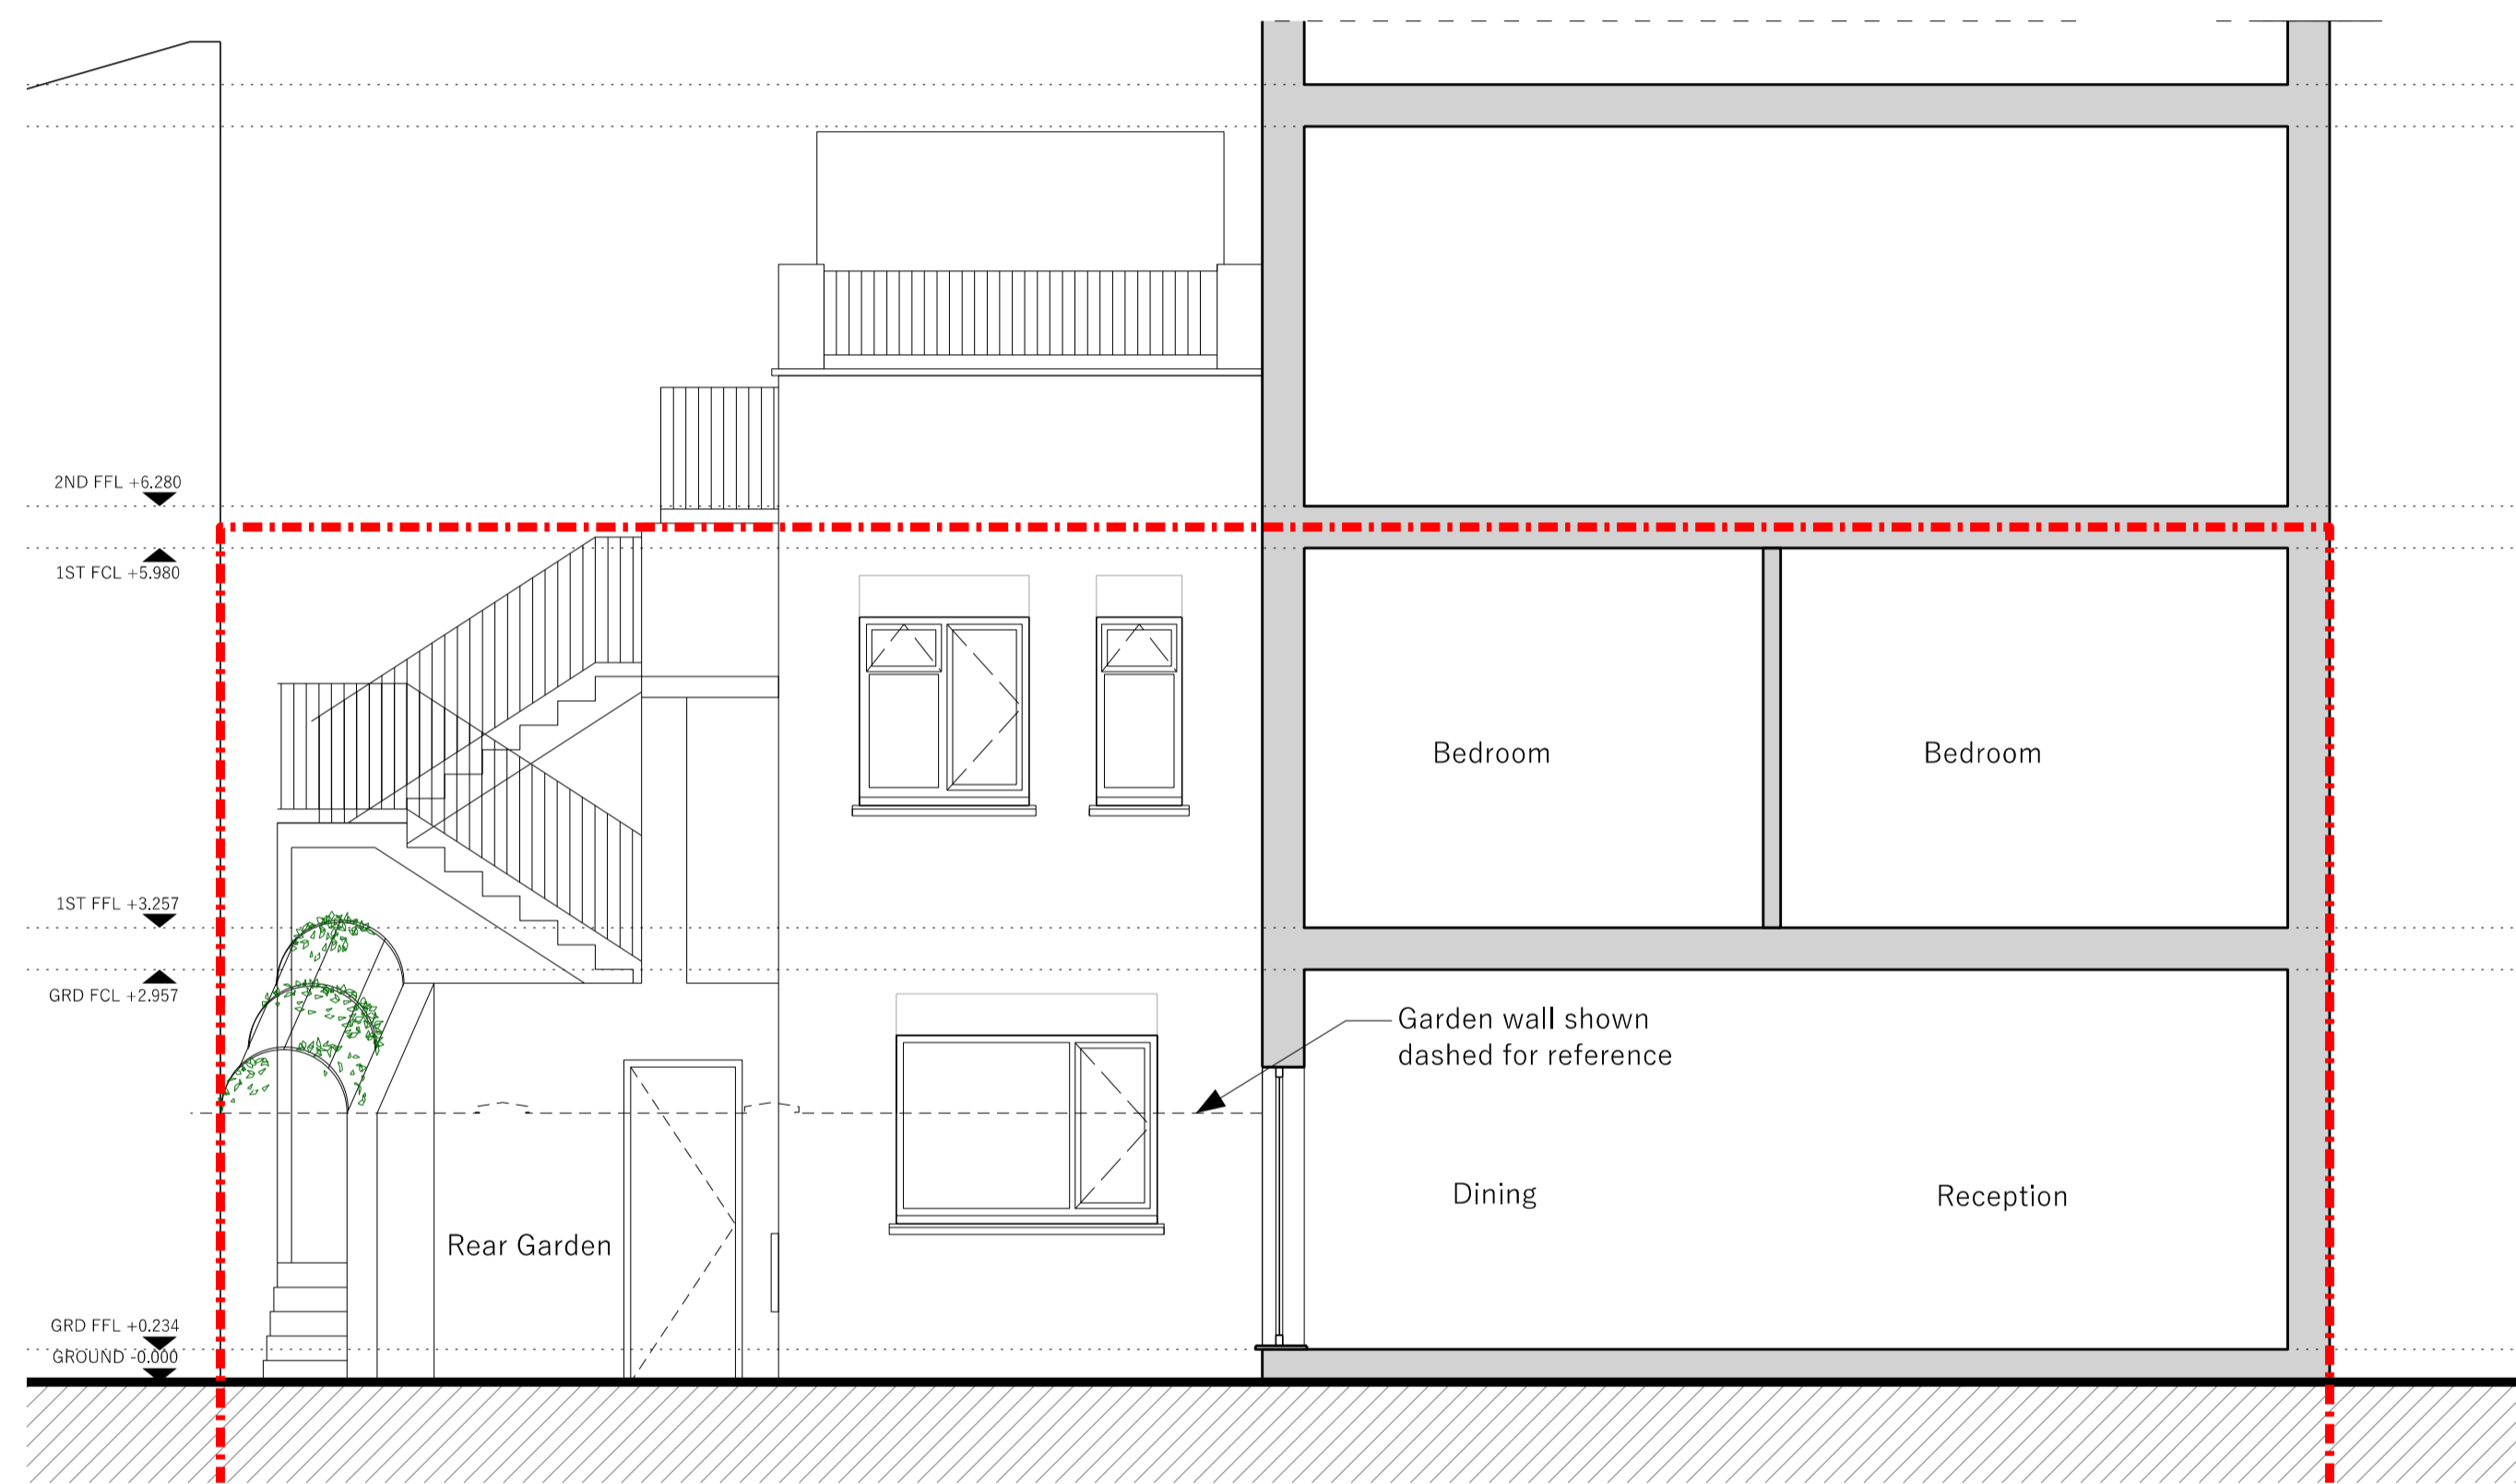 2ND FFL +6.280
1ST FCL +5.980
Bedroom
Bedroom
1ST FFL +3.257
GRD FCL +2.957
Garden wall shown
dashed for reference
Dining
Reception
Rear Garden
GRD FFL +0.234
GROUND -0.000